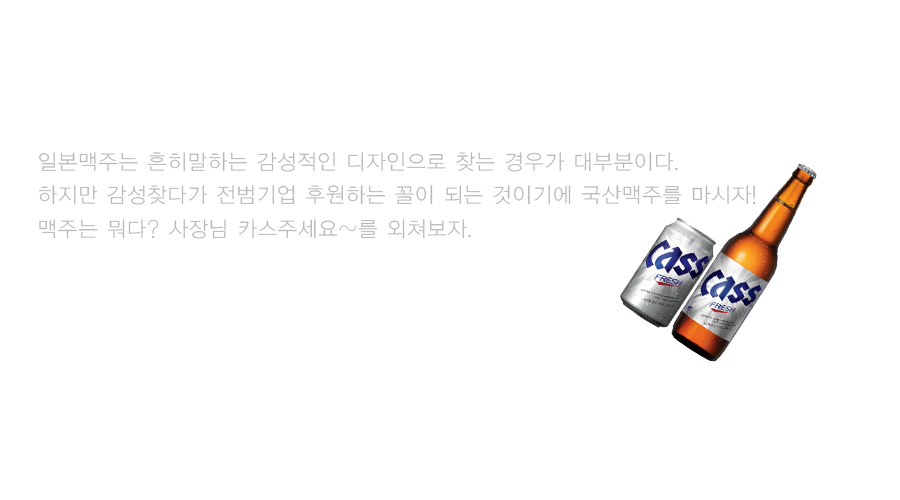 일본맥주는 흔히말하는 감성적인 디자인으로 찾는 경우가 대부분이다.
하지만 감성찾다가 전범기업 후원하는 꼴이 되는 것이기에 국산맥주를 마시자!
맥주는 뭐다? 사장님 카스주세요~를 외쳐보자.
Cass
FRESH
Cass
FRESH